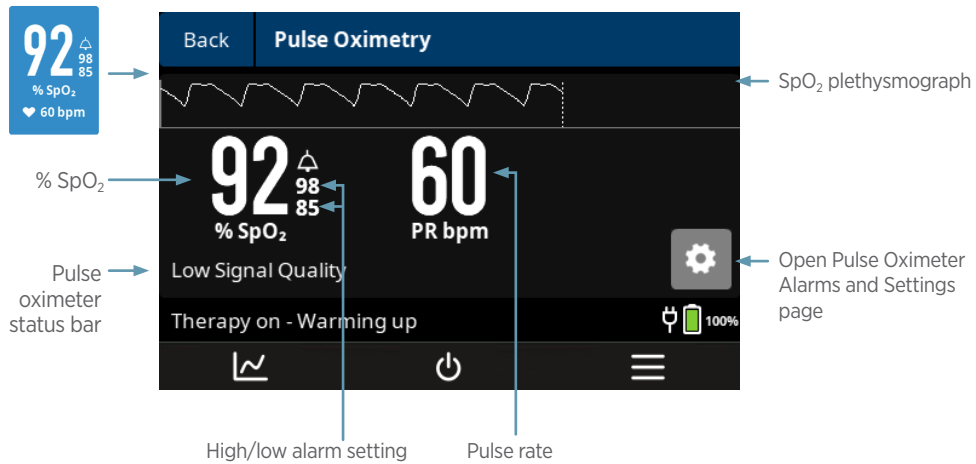 92
98
85
% SpO₂
60 bpm
Back
Pulse Oximetry
SpO₂ plethysmograph
% SpO₂
92
98
85
% SpO₂
60
PR bpm
Pulse
oximeter
status bar
Low Signal Quality
Open Pulse Oximeter
Alarms and Settings
page
Therapy on - Warming up
100%
High/low alarm setting
Pulse rate